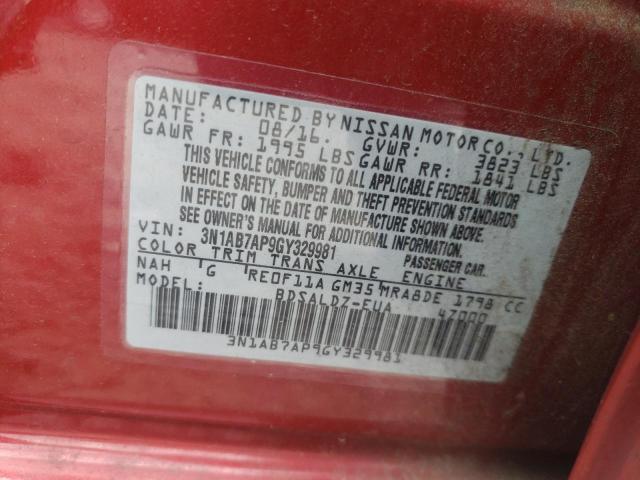 MANUFACTURED BY NISSAN MOTOR CO., LTD.
DATE: 08/16. GVWR: 3823 LBS
GAWR FR: 1995 LBS GAWR RR: 1841 LBS
THIS VEHICLE CONFORMS TO ALL APPLICABLE FEDERAL MOTOR
VEHICLE SAFETY, BUMPER AND THEFT PREVENTION STANDARDS
IN EFFECT ON THE DATE OF MANUFACTURE SHOWN ABOVE.
SEE OWNER'S MANUAL FOR ADDITIONAL INFORMATION.
VIN: 3N1AB7AP9GY329981 PASSENGER CAR.
COLOR TRIM TRANS AXLE ENGINE
NAH G RE0F11A GM35 MRA8DE 1798 CC
MODEL: BDSALDZ-EUA 47000
3N1AB7AP9GY329981